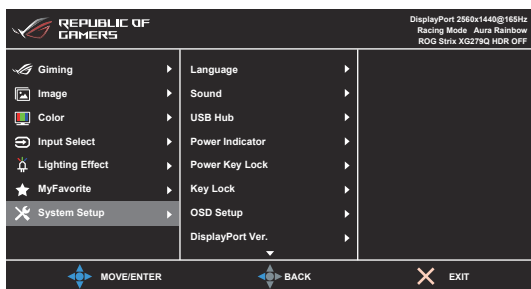 REPUBLIC OF
GAMERS
DisplayPort 2560x1440@165Hz
Racing Mode Aura Rainbow
ROG Strix XG279Q HDR OFF
Giming
Image
Color
Input Select
Lighting Effect
MyFavorite
System Setup
Language
Sound
USB Hub
Power Indicator
Power Key Lock
Key Lock
OSD Setup
DisplayPort Ver.
MOVE/ENTER
BACK
EXIT